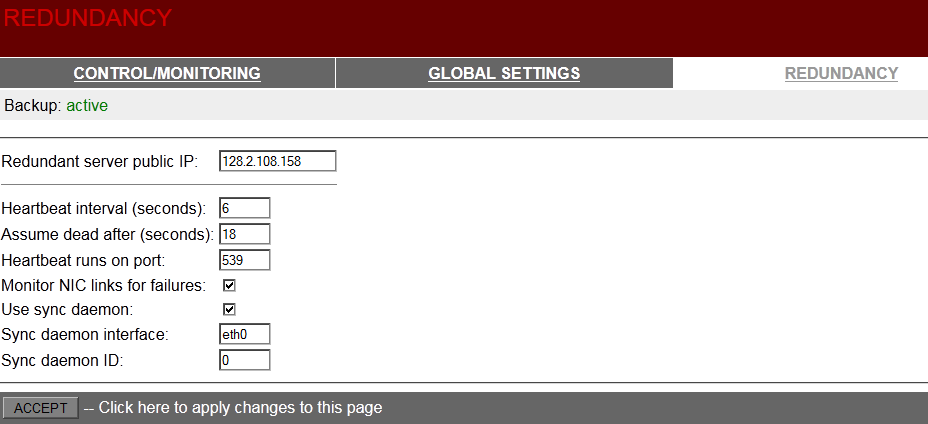 REDUNDANCY
CONTROL/MONITORING GLOBAL SETTINGS REDUNDANCY
Backup: active
Redundant server public IP: 128.2.108.158
Heartbeat interval (seconds): 6
Assume dead after (seconds): 18
Heartbeat runs on port: 539
Monitor NIC links for failures:
Use sync daemon:
Sync daemon interface: eth0
Sync daemon ID: 0
ACCEPT -- Click here to apply changes to this page